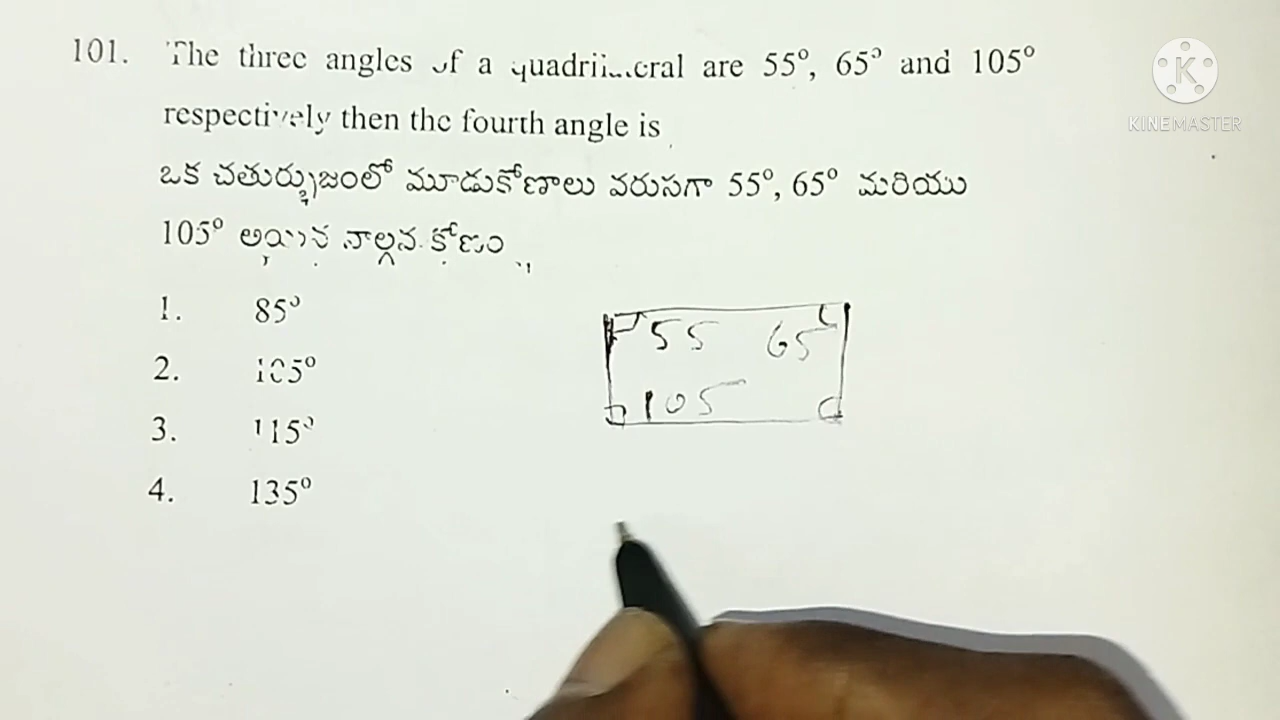 101. The three angles of a quadrilateral are 55°, 65° and 105°
respectively then the fourth angle is
ఒక చతుర్భుజంలో మూడుకోణాలు వరుసగా 55°, 65° మరియు
105° అయిన నాల్గవ కోణం
1. 85°
2. 105°
3. 115°
4. 135°
55 65
105
K
KINEMASTER